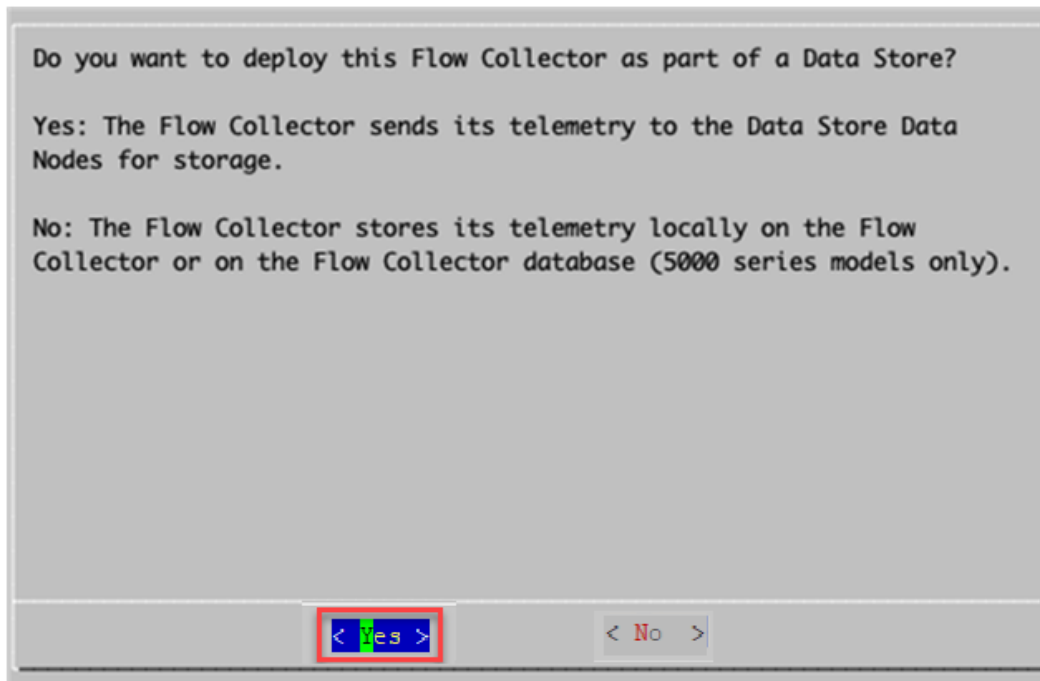 Do you want to deploy this Flow Collector as part of a Data Store?
Yes: The Flow Collector sends its telemetry to the Data Store Data
Nodes for storage.
No: The Flow Collector stores its telemetry locally on the Flow
Collector or on the Flow Collector database (5000 series models only).
< Yes > < No >